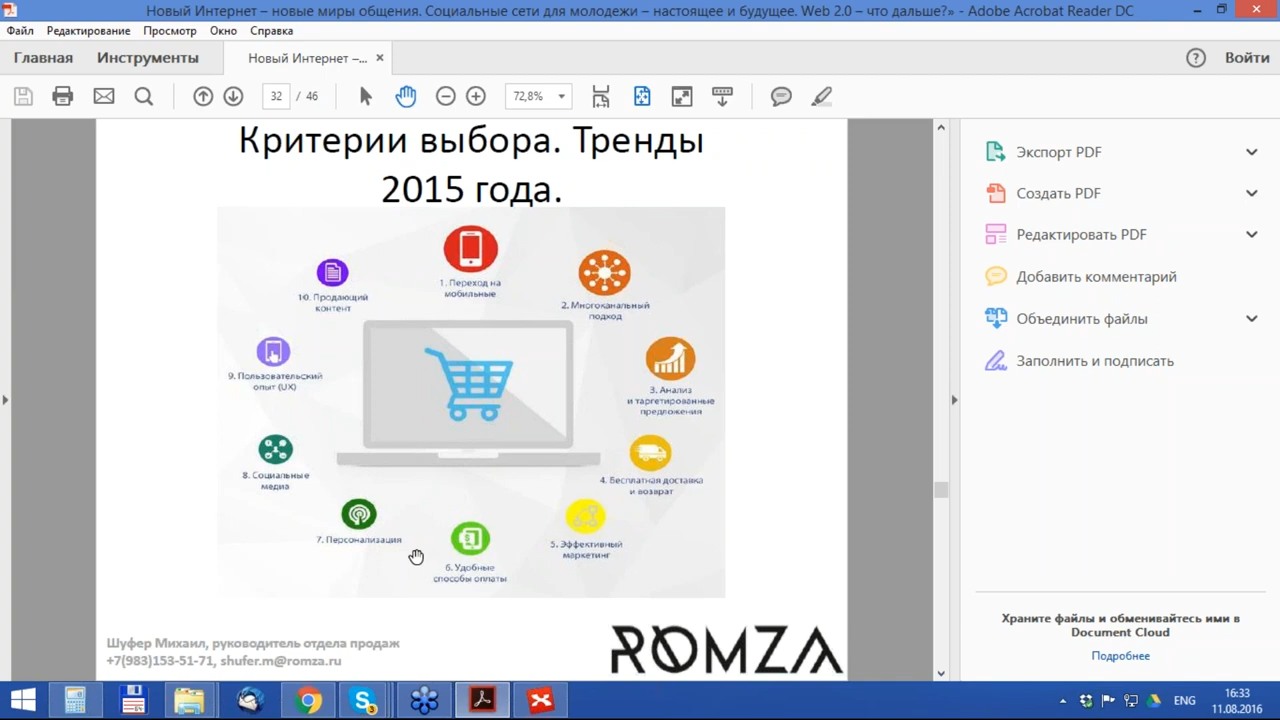 Новый Интернет – новые миры общения. Социальные сети для молодежи – настоящее и будущее. Web 2.0 – что дальше?» - Adobe Acrobat Reader DC
Файл Редактирование Просмотр Окно Справка
Главная Инструменты Новый Интернет –... × Войти
32 / 46 72,8%
Критерии выбора. Тренды
2015 года.
1. Переход на
мобильные
2. Многоканальный
подход
3. Анализ
и таргетированные
предложения
4. Бесплатная доставка
и возврат
5. Эффективный
маркетинг
6. Удобные
способы оплаты
7. Персонализация
8. Социальные
медиа
9. Пользовательский
опыт (UX)
10. Продающий
контент
Шуфер Михаил, руководитель отдела продаж
+7(983)153-51-71, shufer.m@romza.ru
ROMZA
Экспорт PDF
Создать PDF
Редактировать PDF
Добавить комментарий
Объединить файлы
Заполнить и подписать
Храните файлы и обменивайтесь ими в
Document Cloud
Подробнее
ENG
16:33
11.08.2016